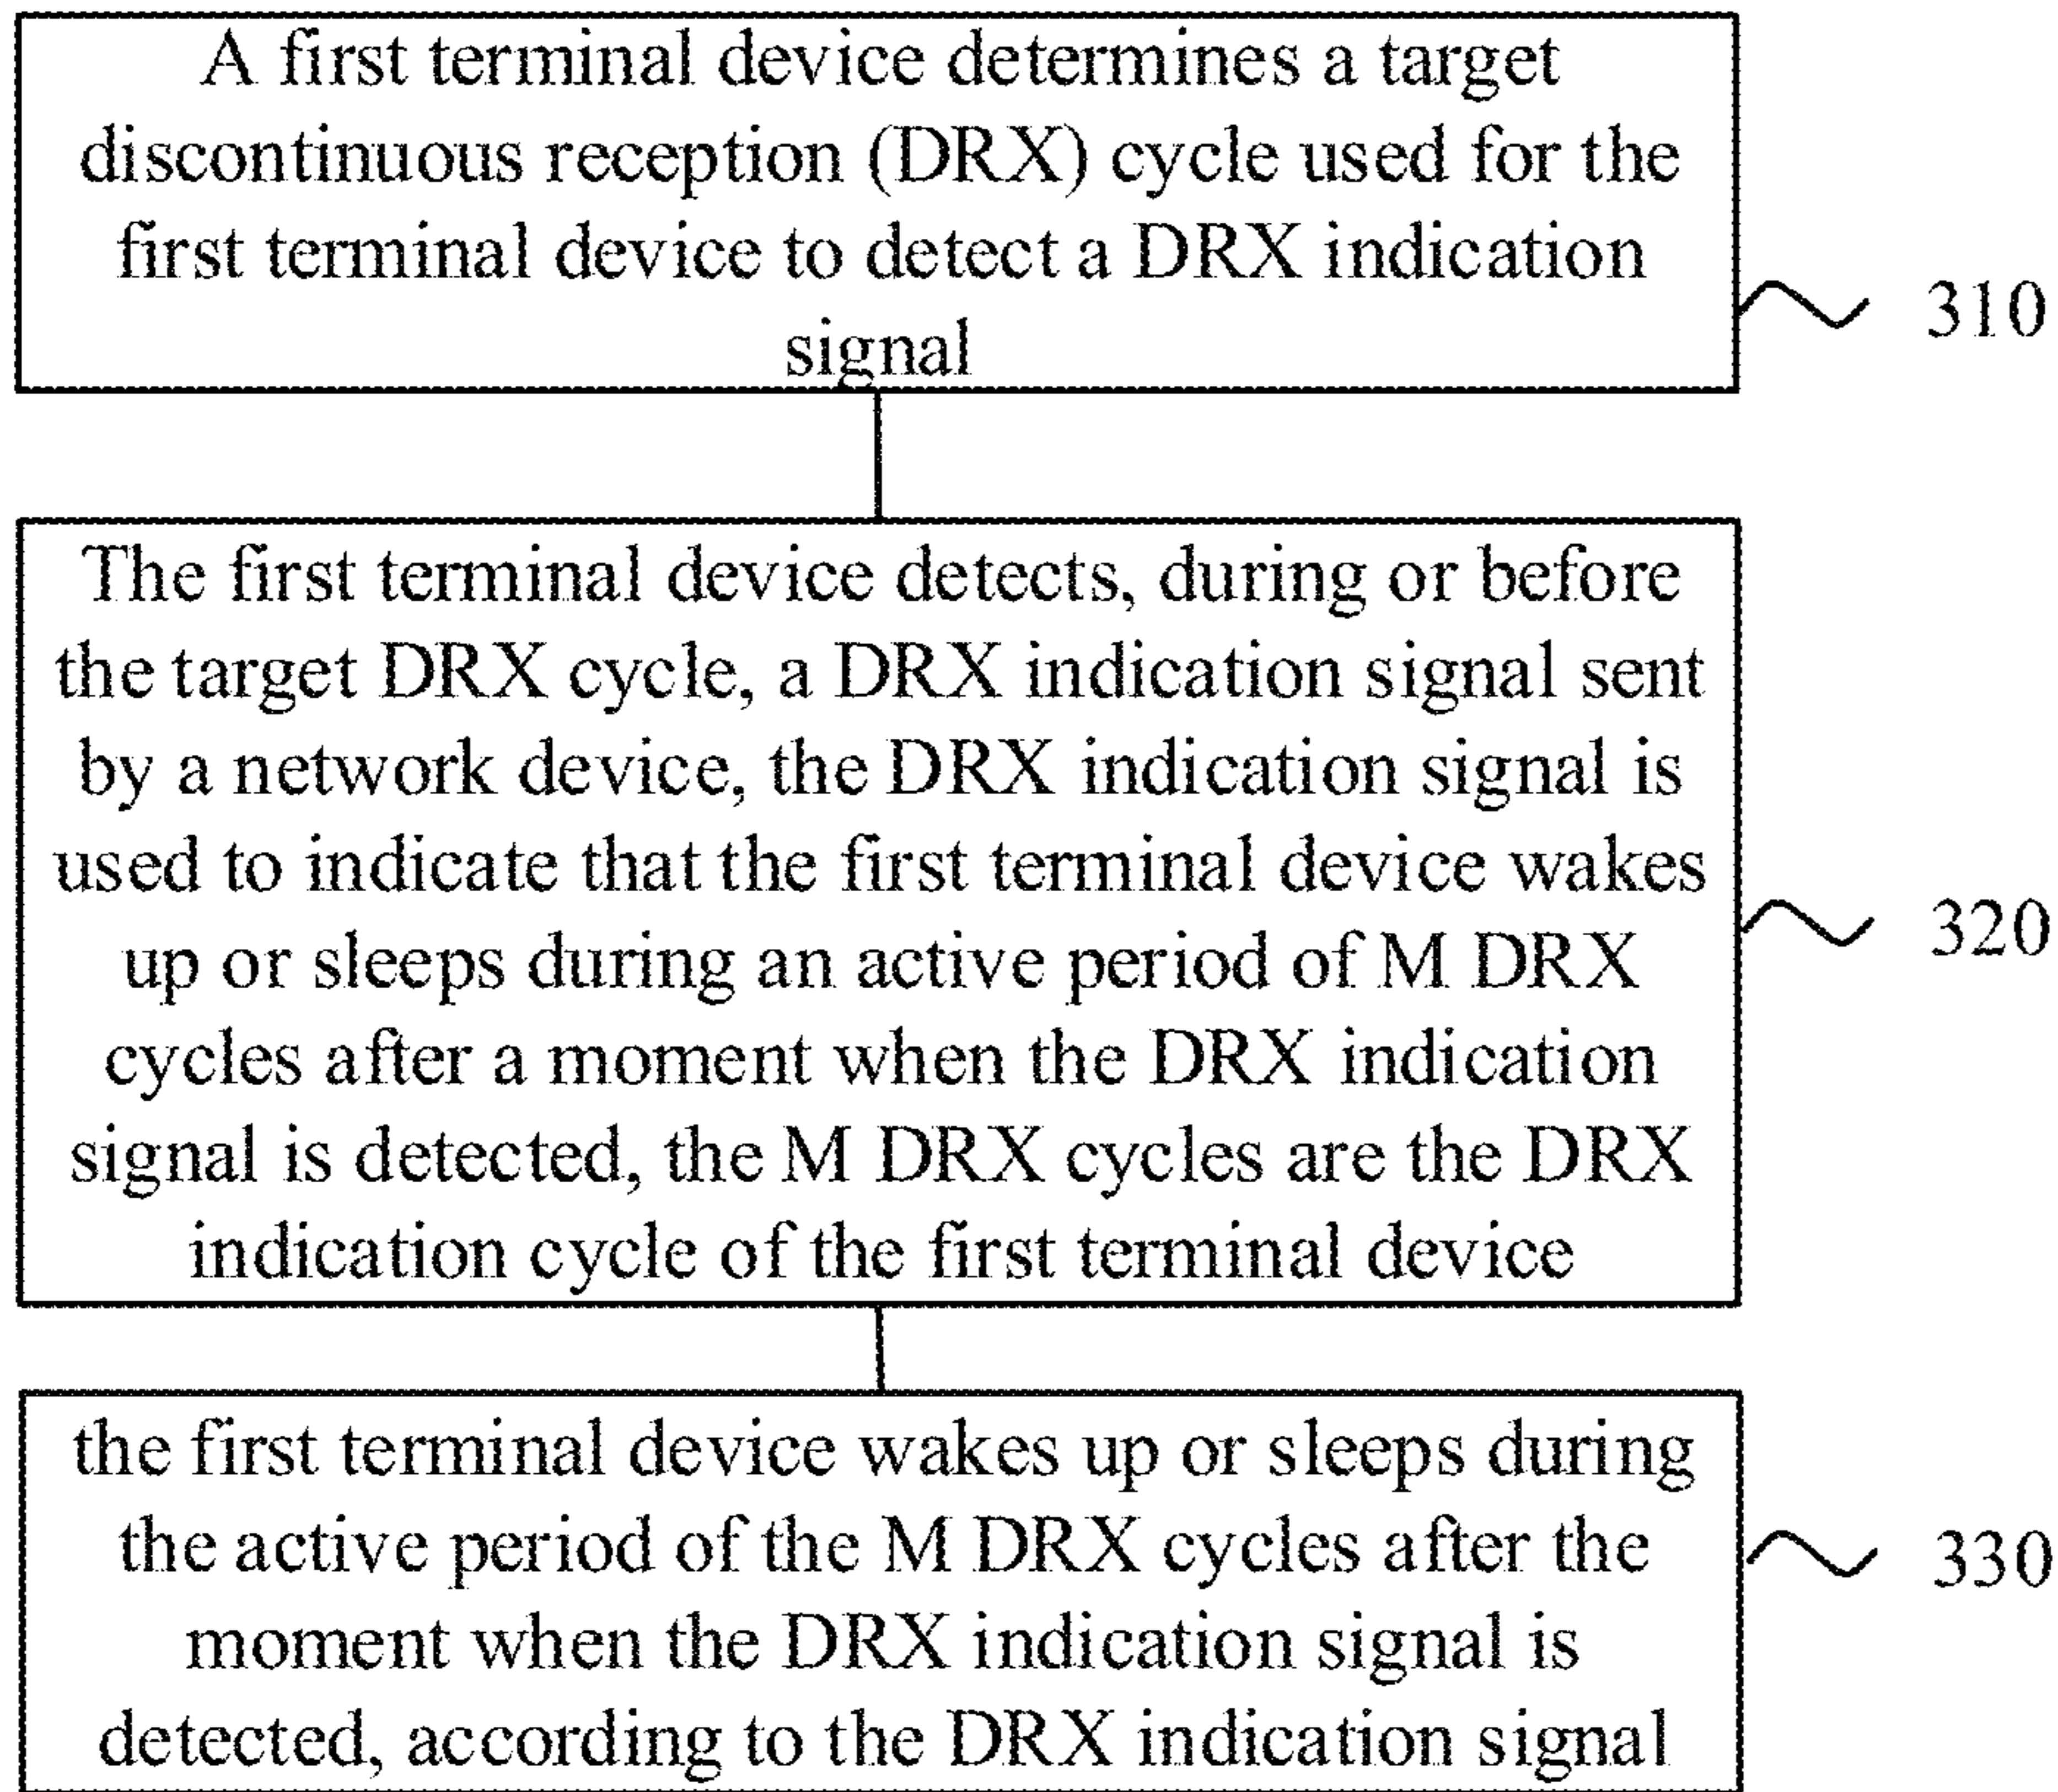 A first terminal device determines a target
discontinuous reception (DRX) cycle used for the
first terminal device to detect a DRX indication
signal
310
The first terminal device detects, during or before
the target DRX cycle, a DRX indication signal sent
by a network device, the DRX indication signal is
used to indicate that the first terminal device wakes
up or sleeps during an active period of M DRX
cycles after a moment when the DRX indication
signal is detected, the M DRX cycles are the DRX
indication cycle of the first terminal device
320
the first terminal device wakes up or sleeps during
the active period of the M DRX cycles after the
moment when the DRX indication signal is
detected, according to the DRX indication signal
330